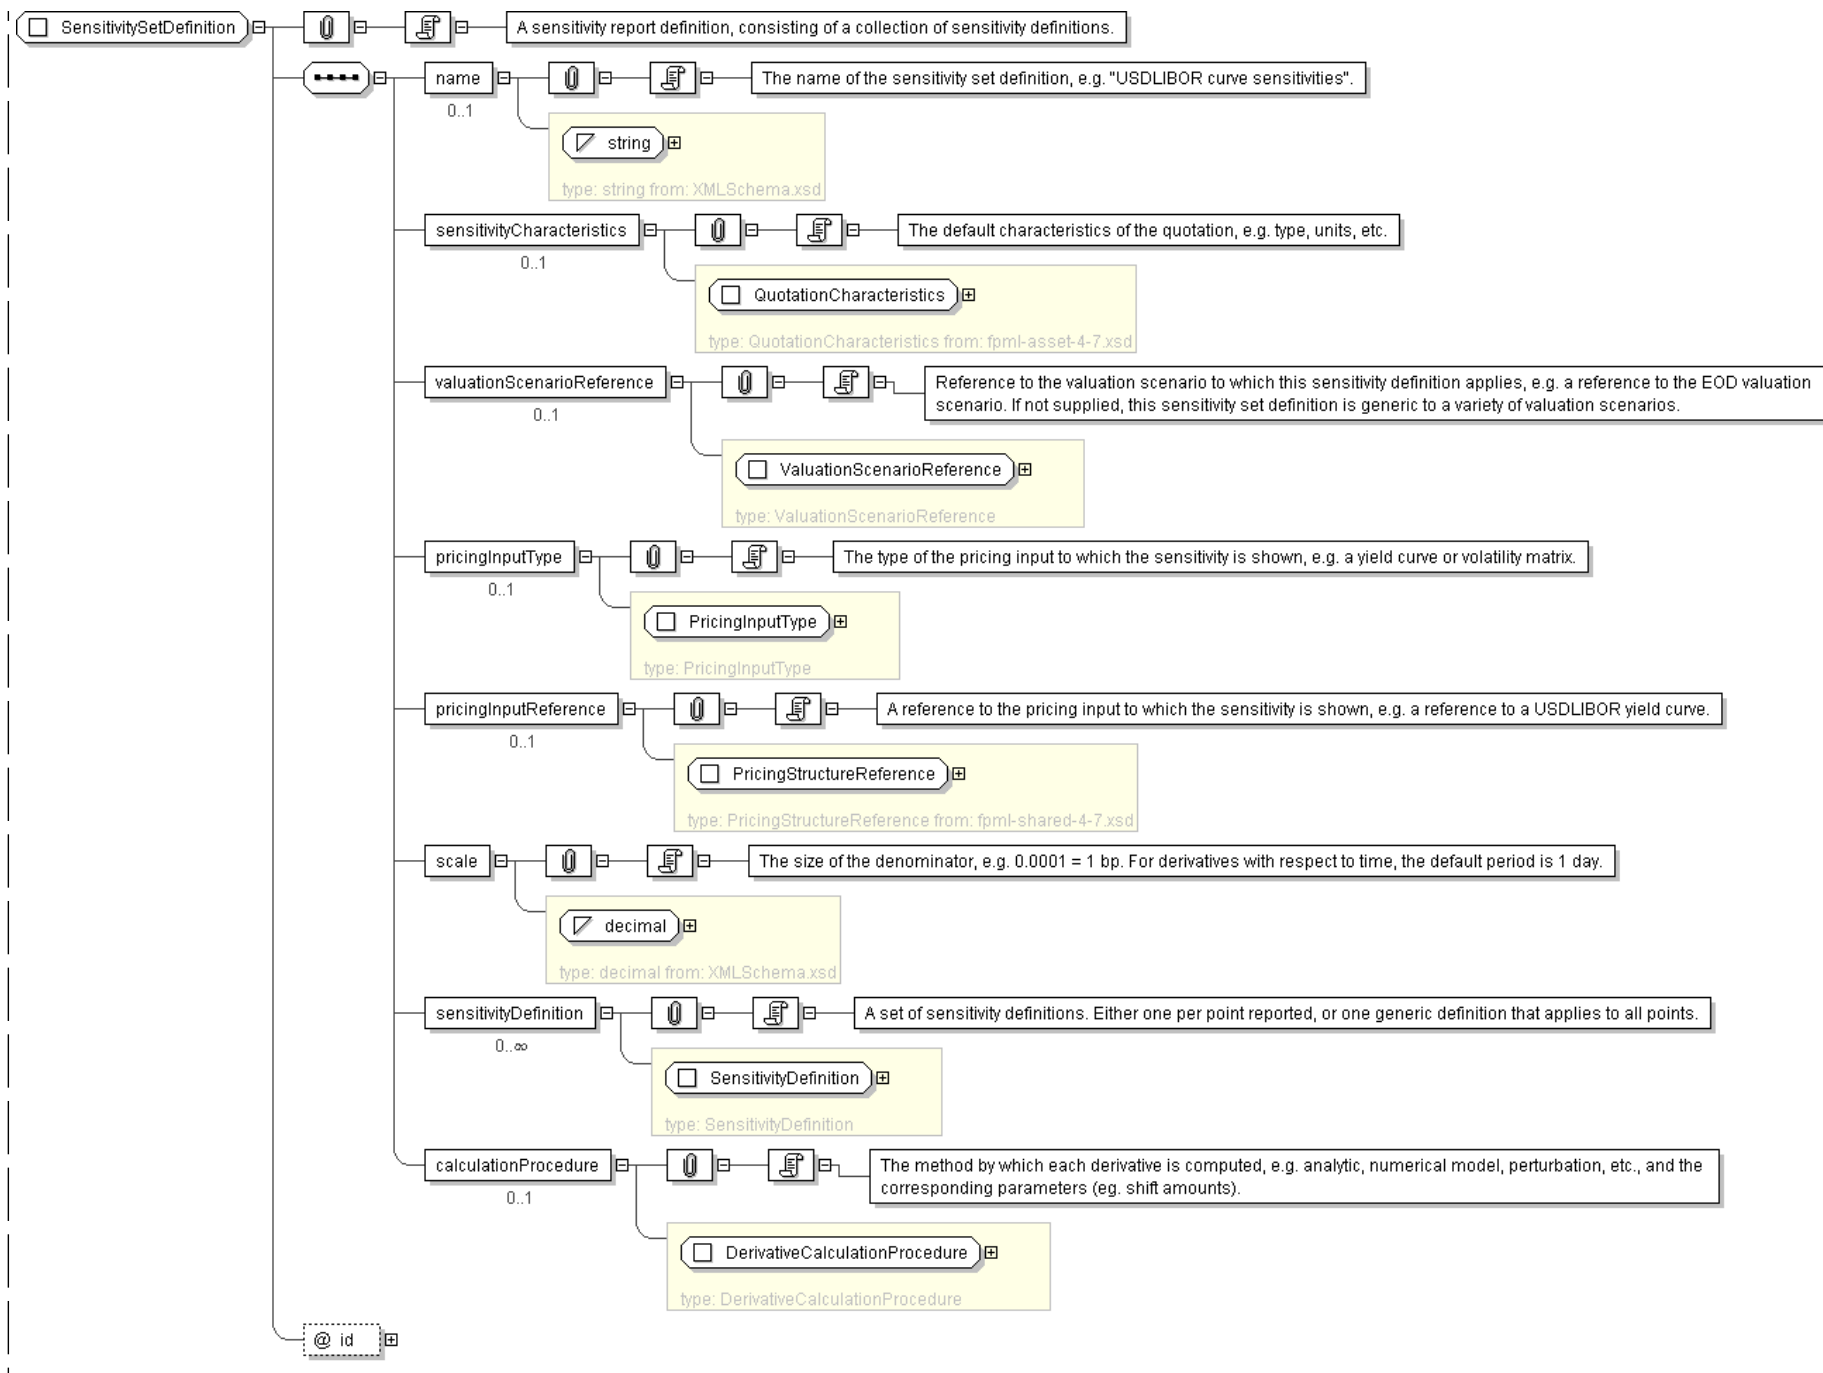 SensitivitySetDefinition
A sensitivity report definition, consisting of a collection of sensitivity definitions.
name
The name of the sensitivity set definition, e.g. "USDLIBOR curve sensitivities".
0..1
string
type: string from: XMLSchema.xsd
sensitivityCharacteristics
The default characteristics of the quotation, e.g. type, units, etc.
0..1
QuotationCharacteristics
type: QuotationCharacteristics from: fpml-asset-4-7.xsd
valuationScenarioReference
Reference to the valuation scenario to which this sensitivity definition applies, e.g. a reference to the EOD valuation
scenario. If not supplied, this sensitivity set definition is generic to a variety of valuation scenarios.
0..1
ValuationScenarioReference
type: ValuationScenarioReference
pricingInputType
The type of the pricing input to which the sensitivity is shown, e.g. a yield curve or volatility matrix.
0..1
PricingInputType
type: PricingInputType
pricingInputReference
A reference to the pricing input to which the sensitivity is shown, e.g. a reference to a USDLIBOR yield curve.
0..1
PricingStructureReference
type: PricingStructureReference from: fpml-shared-4-7.xsd
scale
The size of the denominator, e.g. 0.0001 = 1 bp. For derivatives with respect to time, the default period is 1 day.
decimal
type: decimal from: XMLSchema.xsd
sensitivityDefinition
A set of sensitivity definitions. Either one per point reported, or one generic definition that applies to all points.
0..∞
SensitivityDefinition
type: SensitivityDefinition
calculationProcedure
The method by which each derivative is computed, e.g. analytic, numerical model, perturbation, etc., and the
corresponding parameters (eg. shift amounts).
0..1
DerivativeCalculationProcedure
type: DerivativeCalculationProcedure
@ id